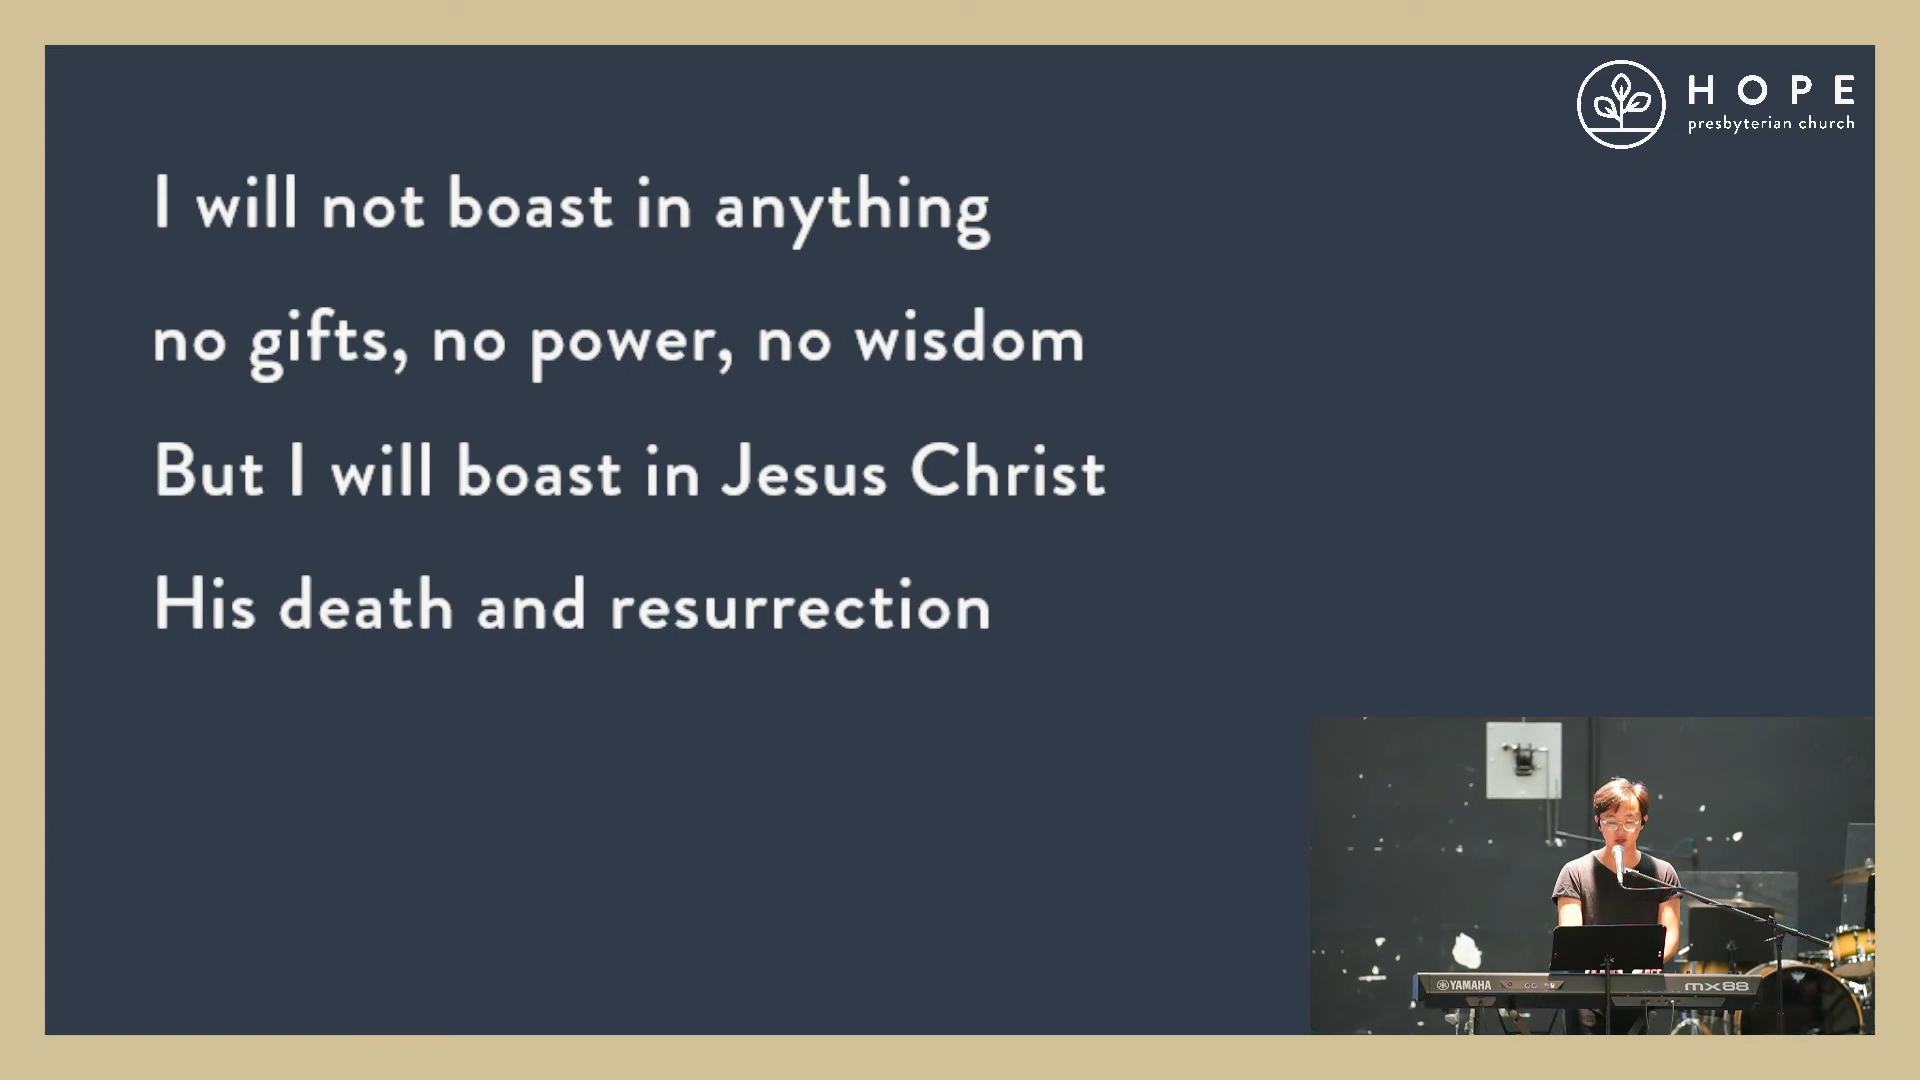 HOPE
presbyterian church
I will not boast in anything
no gifts, no power, no wisdom
But I will boast in Jesus Christ
His death and resurrection
YAMAHA
MX88